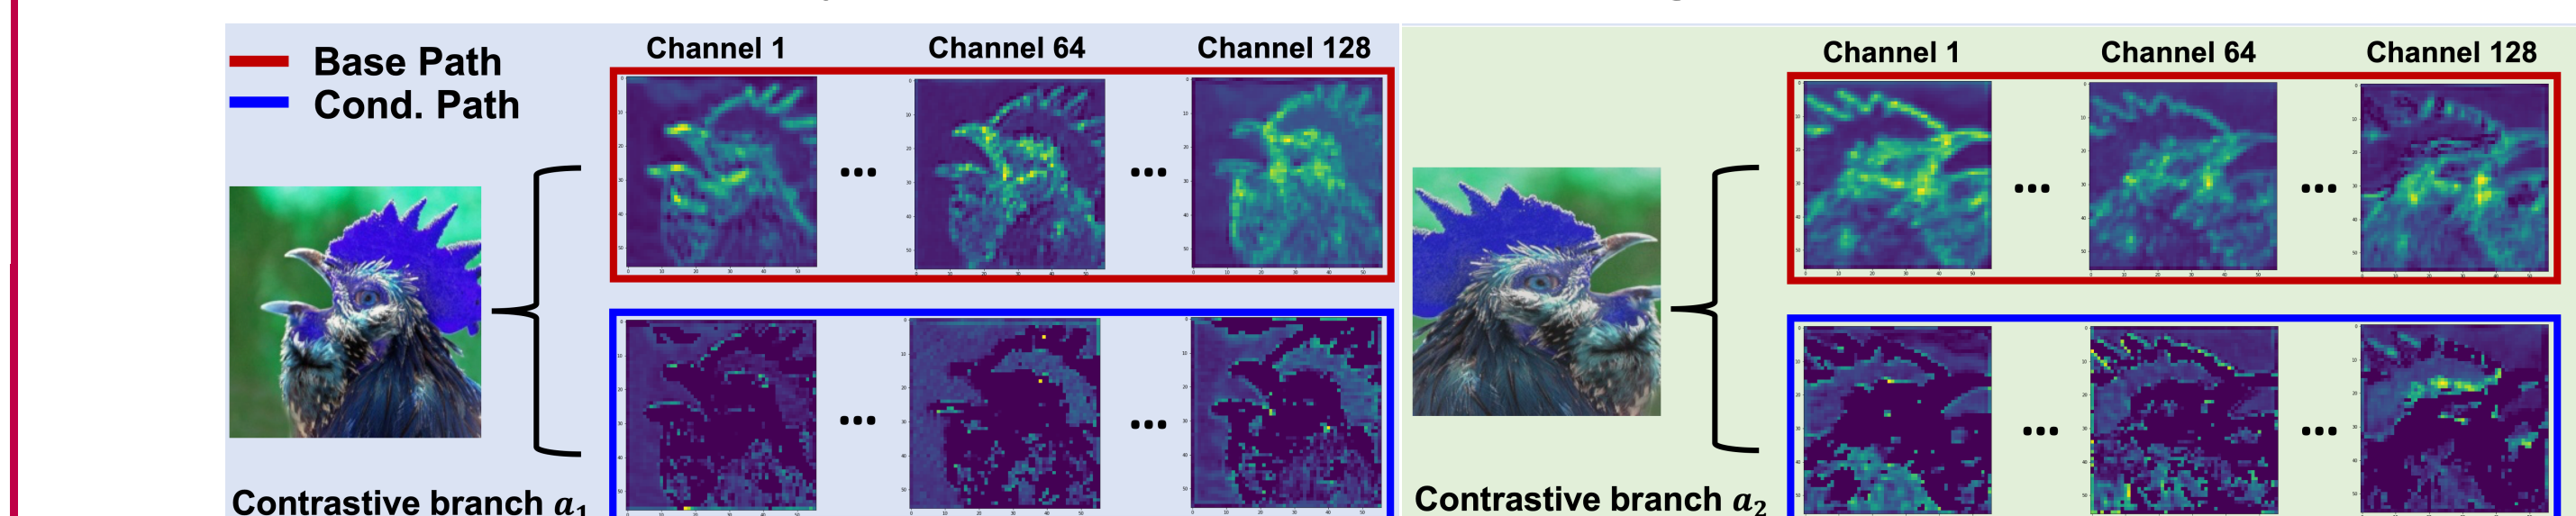 Base Path
Cond. Path
Channel 1
Channel 64
Channel 128
...
...
...
...
Contrastive branch a₁
Channel 1
Channel 64
Channel 128
...
...
...
...
Contrastive branch a₂